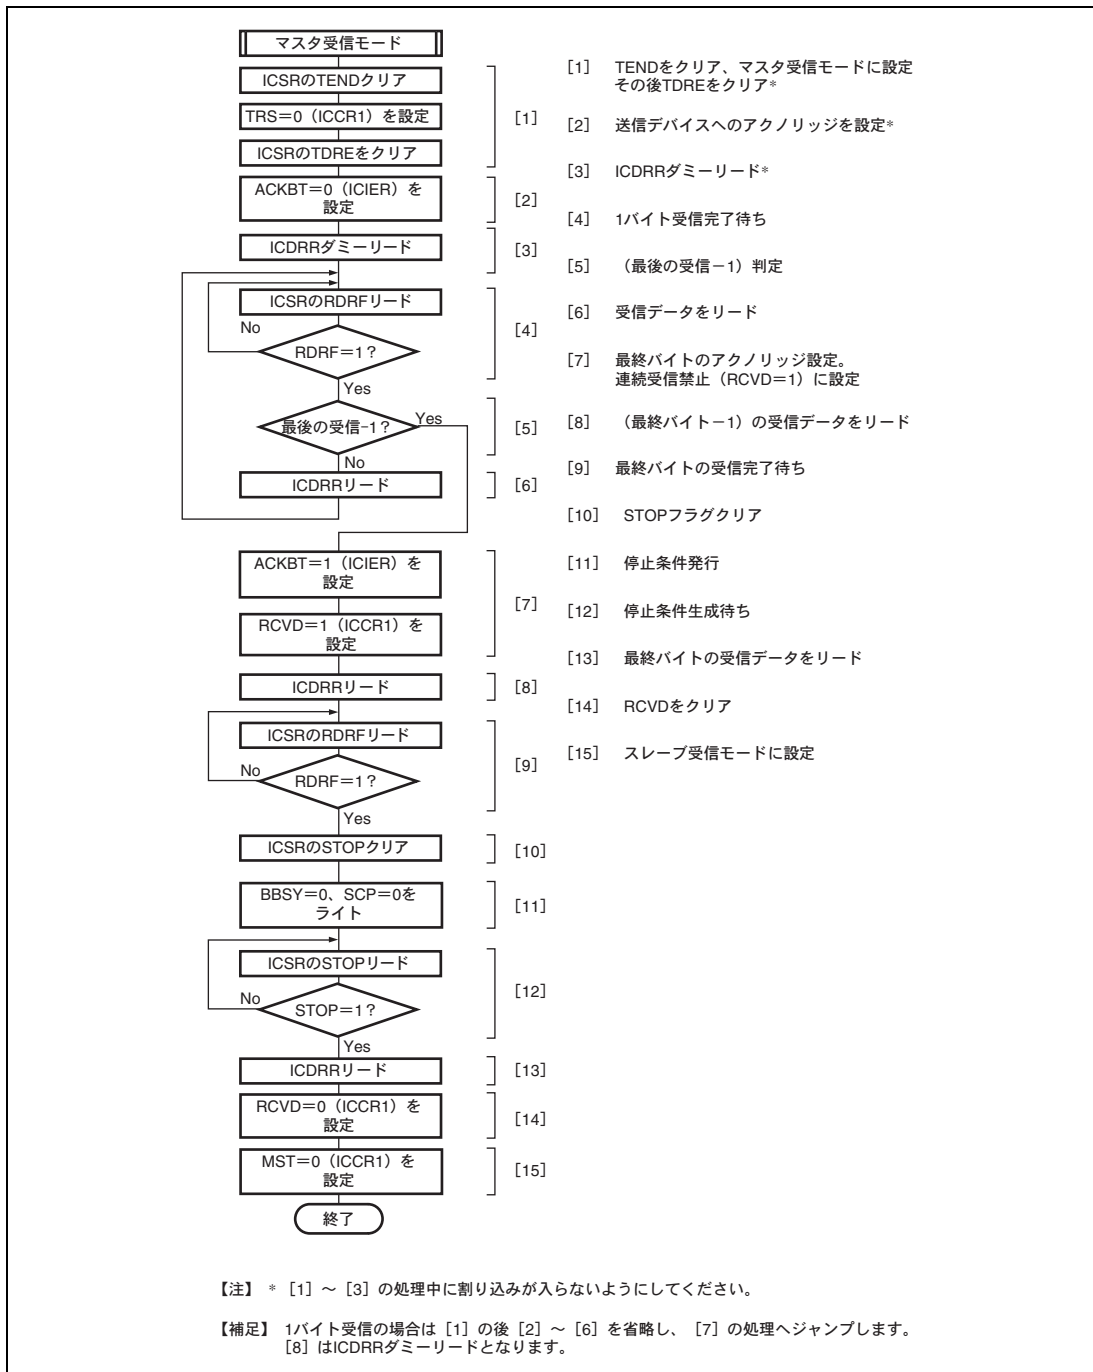 マスタ受信モード
ICSRのTENDクリア
TRS＝0（ICCR1）を設定
ICSRのTDREをクリア
[1]
ACKBT＝0（ICIER）を
設定
[2]
ICDRRダミーリード
[3]
ICSRのRDRFリード
No
RDRF＝1？
[4]
Yes
最後の受信-1？
Yes
[5]
No
ICDRRリード
[6]
ACKBT＝1（ICIER）を
設定
[7]
RCVD＝1（ICCR1）を
設定
ICDRRリード
[8]
ICSRのRDRFリード
No
RDRF＝1？
[9]
Yes
ICSRのSTOPクリア
[10]
BBSY＝0、SCP＝0を
ライト
[11]
ICSRのSTOPリード
No
STOP＝1？
[12]
Yes
ICDRRリード
[13]
RCVD＝0（ICCR1）を
設定
[14]
MST＝0（ICCR1）を
設定
[15]
終了
[1] TENDをクリア、マスタ受信モードに設定
その後TDREをクリア*
[2] 送信デバイスへのアクノリッジを設定*
[3] ICDRRダミーリード*
[4] 1バイト受信完了待ち
[5] （最後の受信－1）判定
[6] 受信データをリード
[7] 最終バイトのアクノリッジ設定。
連続受信禁止（RCVD＝1）に設定
[8] （最終バイト－1）の受信データをリード
[9] 最終バイトの受信完了待ち
[10] STOPフラグクリア
[11] 停止条件発行
[12] 停止条件生成待ち
[13] 最終バイトの受信データをリード
[14] RCVDをクリア
[15] スレーブ受信モードに設定
【注】 * [1] ～ [3] の処理中に割り込みが入らないようにしてください。
【補足】 1バイト受信の場合は [1] の後 [2] ～ [6] を省略し、 [7] の処理へジャンプします。
[8] はICDRRダミーリードとなります。